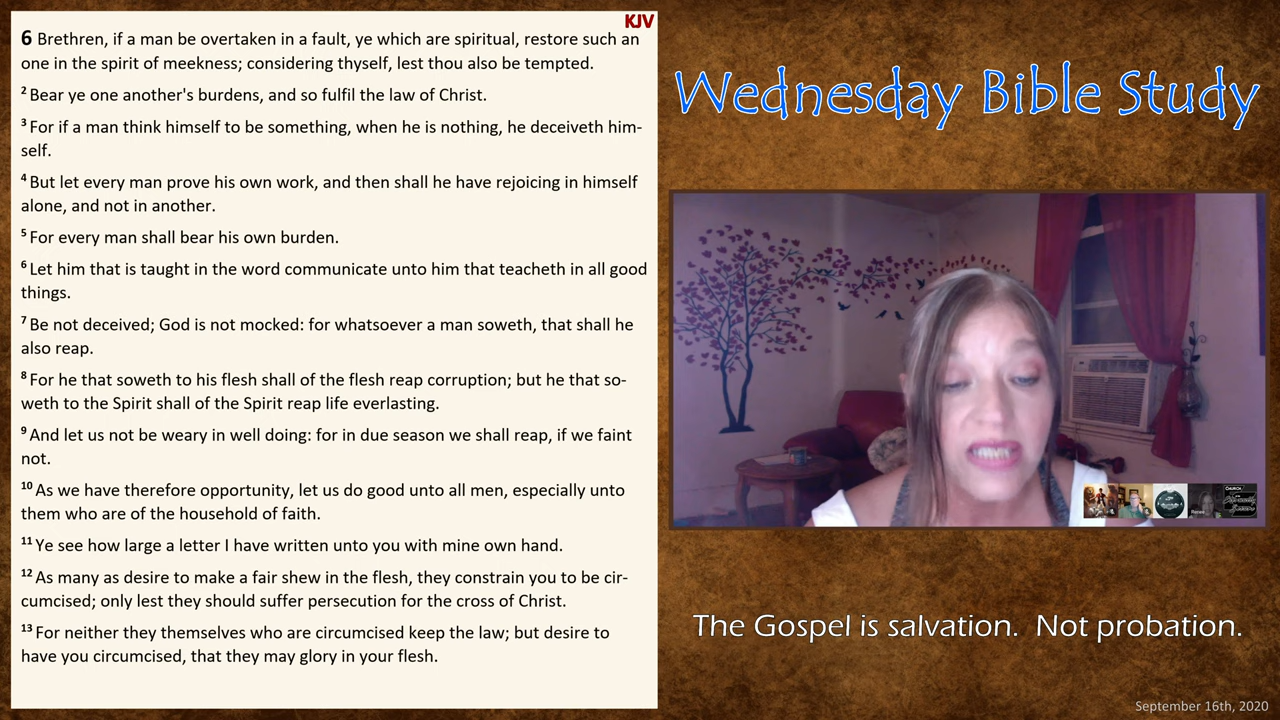 KJV
6 Brethren, if a man be overtaken in a fault, ye which are spiritual, restore such an
one in the spirit of meekness; considering thyself, lest thou also be tempted.
2 Bear ye one another's burdens, and so fulfil the law of Christ.
3 For if a man think himself to be something, when he is nothing, he deceiveth him-
self.
4 But let every man prove his own work, and then shall he have rejoicing in himself
alone, and not in another.
5 For every man shall bear his own burden.
6 Let him that is taught in the word communicate unto him that teacheth in all good
things.
7 Be not deceived; God is not mocked: for whatsoever a man soweth, that shall he
also reap.
8 For he that soweth to his flesh shall of the flesh reap corruption; but he that so-
weth to the Spirit shall of the Spirit reap life everlasting.
9 And let us not be weary in well doing: for in due season we shall reap, if we faint
not.
10 As we have therefore opportunity, let us do good unto all men, especially unto
them who are of the household of faith.
11 Ye see how large a letter I have written unto you with mine own hand.
12 As many as desire to make a fair shew in the flesh, they constrain you to be cir-
cumcised; only lest they should suffer persecution for the cross of Christ.
13 For neither they themselves who are circumcised keep the law; but desire to
have you circumcised, that they may glory in your flesh.
Wednesday Bible Study
Renee
CHURCH
The Gospel is salvation. Not probation.
September 16th, 2020